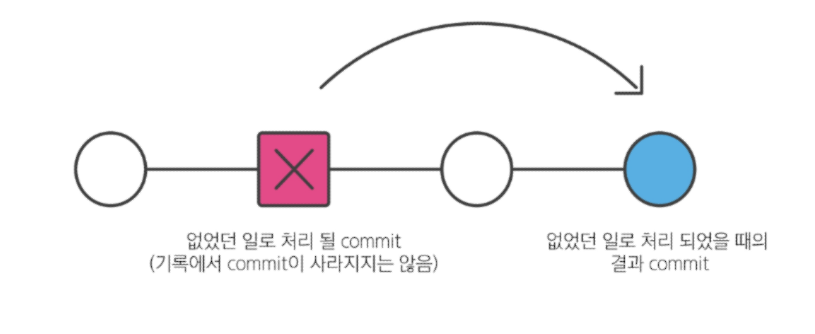 없었던 일로 처리 될 commit
(기록에서 commit이 사라지지는 않음)
없었던 일로 처리 되었을 때의
결과 commit